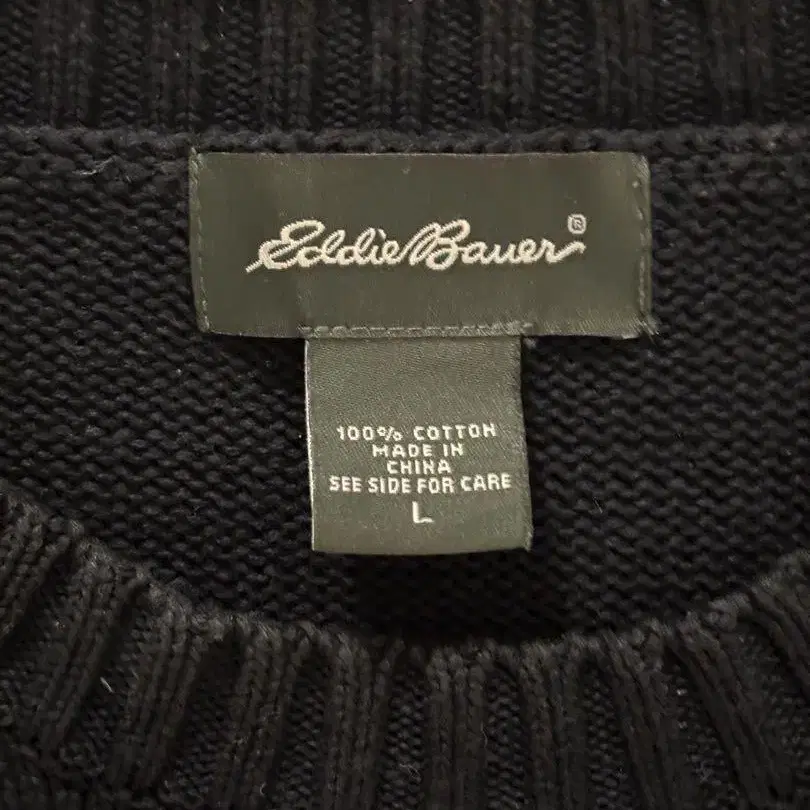 Eddie Bauer®
100% COTTON
MADE IN
CHINA
SEE SIDE FOR CARE
L